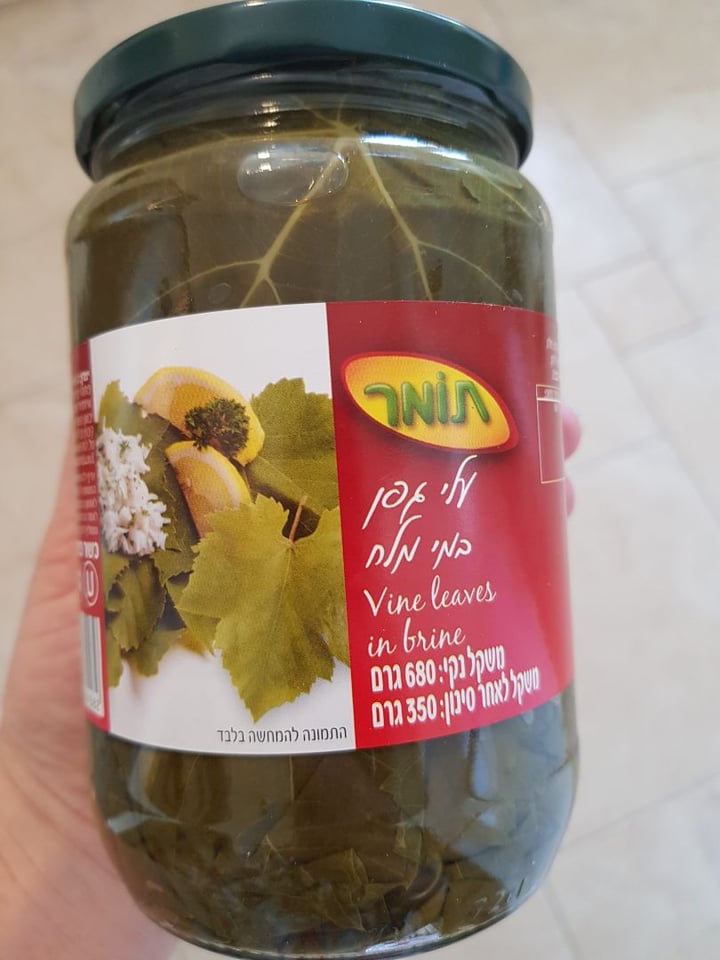 תומר
עלי גפן
במי מלח
Vine leaves
in brine
משקל נקי: 680 גרם
משקל לאחר סינון: 350 גרם
התמונה להמחשה בלבד
כשר
U